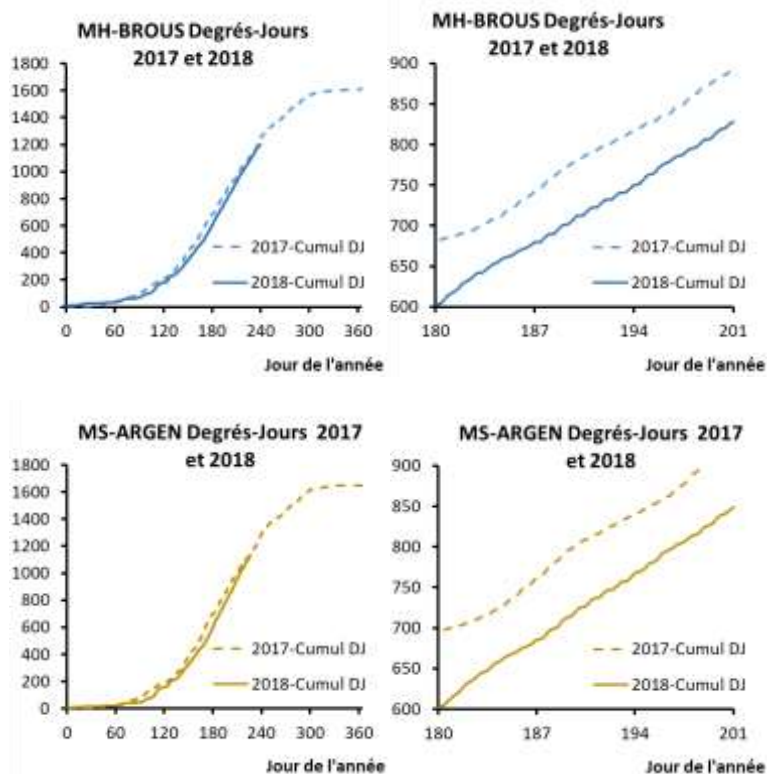 MH-BROUS Degrés-Jours
2017 et 2018
1800
1600
1400
1200
1000
800
600
400
200
0
2017-Cumul DJ
2018-Cumul DJ
0 60 120 180 240 300 360
Jour de l'année
MH-BROUS Degrés-Jours
2017 et 2018
900
850
800
750
700
650
600
2017-Cumul DJ
2018-Cumul DJ
180 187 194 201
Jour de l'année
MS-ARGEN Degrés-Jours 2017
et 2018
1800
1600
1400
1200
1000
800
600
400
200
0
2017-Cumul DJ
2018-Cumul DJ
0 60 120 180 240 300 360
Jour de l'année
MS-ARGEN Degrés-Jours 2017
et 2018
900
850
800
750
700
650
600
2017-Cumul DJ
2018-Cumul DJ
180 187 194 201
Jour de l'année